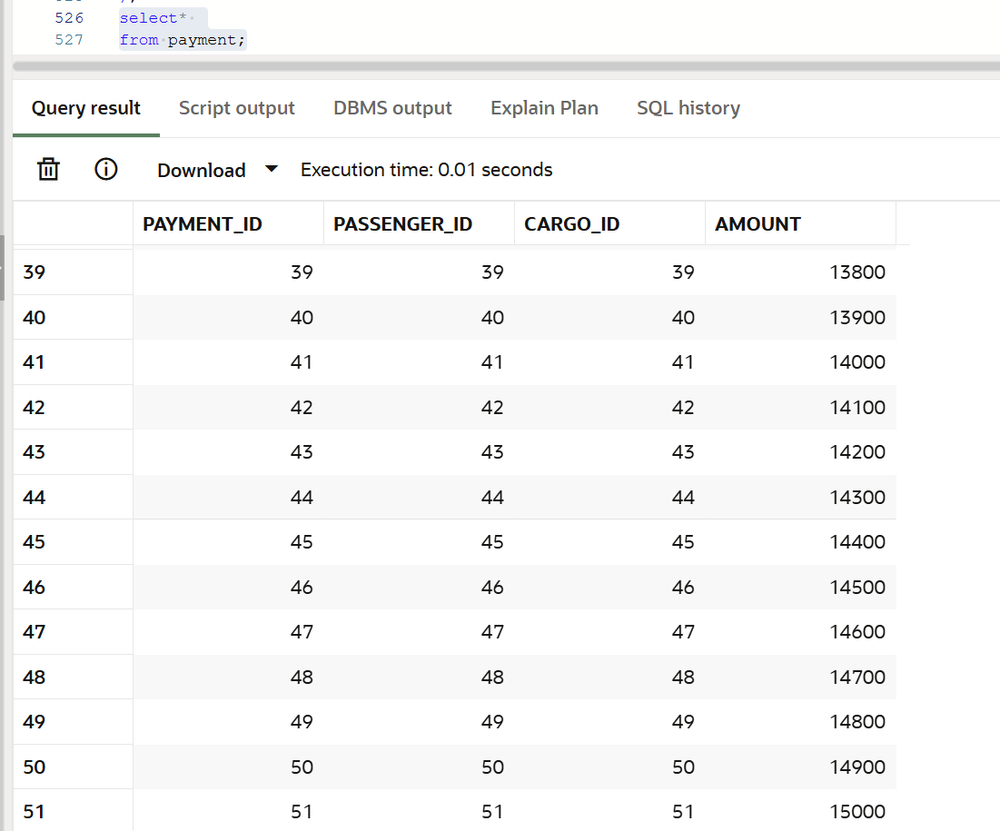 526 select*
527 from payment;
Query result Script output DBMS output Explain Plan SQL history
Download Execution time: 0.01 seconds
PAYMENT_ID PASSENGER_ID CARGO_ID AMOUNT
39 39 39 39 13800
40 40 40 40 13900
41 41 41 41 14000
42 42 42 42 14100
43 43 43 43 14200
44 44 44 44 14300
45 45 45 45 14400
46 46 46 46 14500
47 47 47 47 14600
48 48 48 48 14700
49 49 49 49 14800
50 50 50 50 14900
51 51 51 51 15000